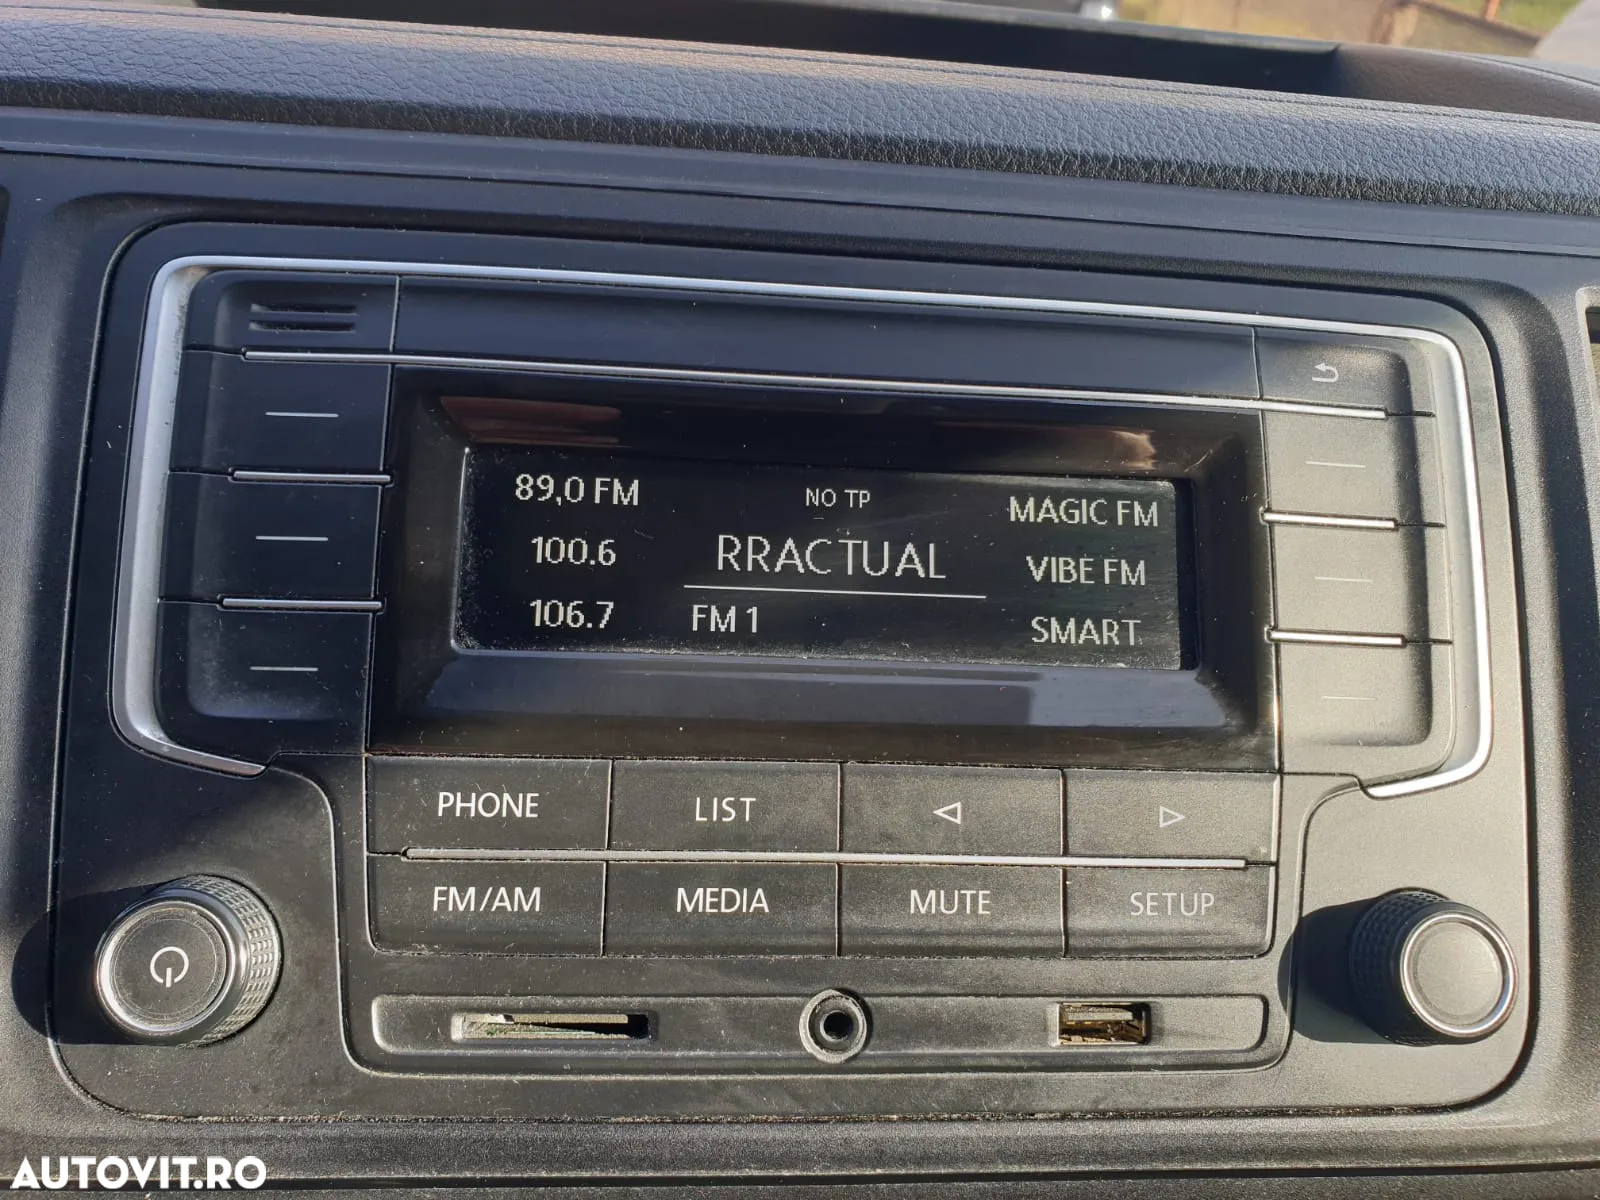 89,0 FM
NO TP
MAGIC FM
100.6
RRACTUAL
VIBE FM
106.7
FM 1
SMART
PHONE
LIST
FM/AM
MEDIA
MUTE
SETUP
AUTOVIT.RO